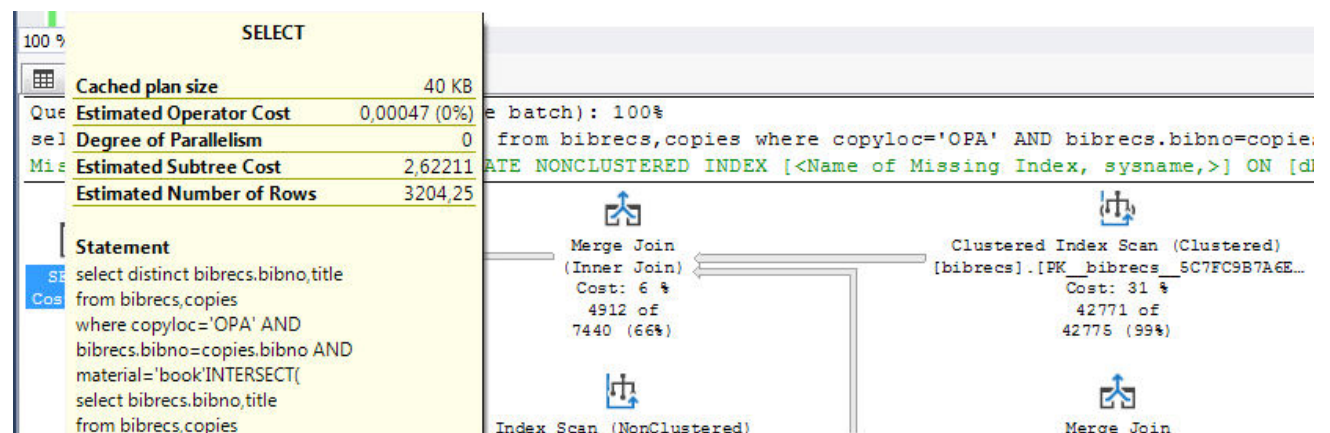 100 %
SELECT
Cached plan size 40 KB
Estimated Operator Cost 0,00047 (0%)
Degree of Parallelism 0
Estimated Subtree Cost 2,62211
Estimated Number of Rows 3204,25
Statement
select distinct bibrecs.bibno,title
from bibrecs,copies
where copyloc='OPA' AND
bibrecs.bibno=copies.bibno AND
material='book'INTERSECT(
select bibrecs.bibno,title
from bibrecs,copies
batch): 100%
from bibrecs,copies where copyloc='OPA' AND bibrecs.bibno=copie
NONCLUSTERED INDEX [<Name of Missing Index, sysname,>] ON
Merge Join
(Inner Join)
Cost: 6 %
4912 of
7440 (66%)
Clustered Index Scan (Clustered)
[bibrecs].[PK__bibrecs__5C7FC9B7A6E…
Cost: 31 %
42771 of
42775 (99%)
Index Scan (NonClustered)
Merge Join